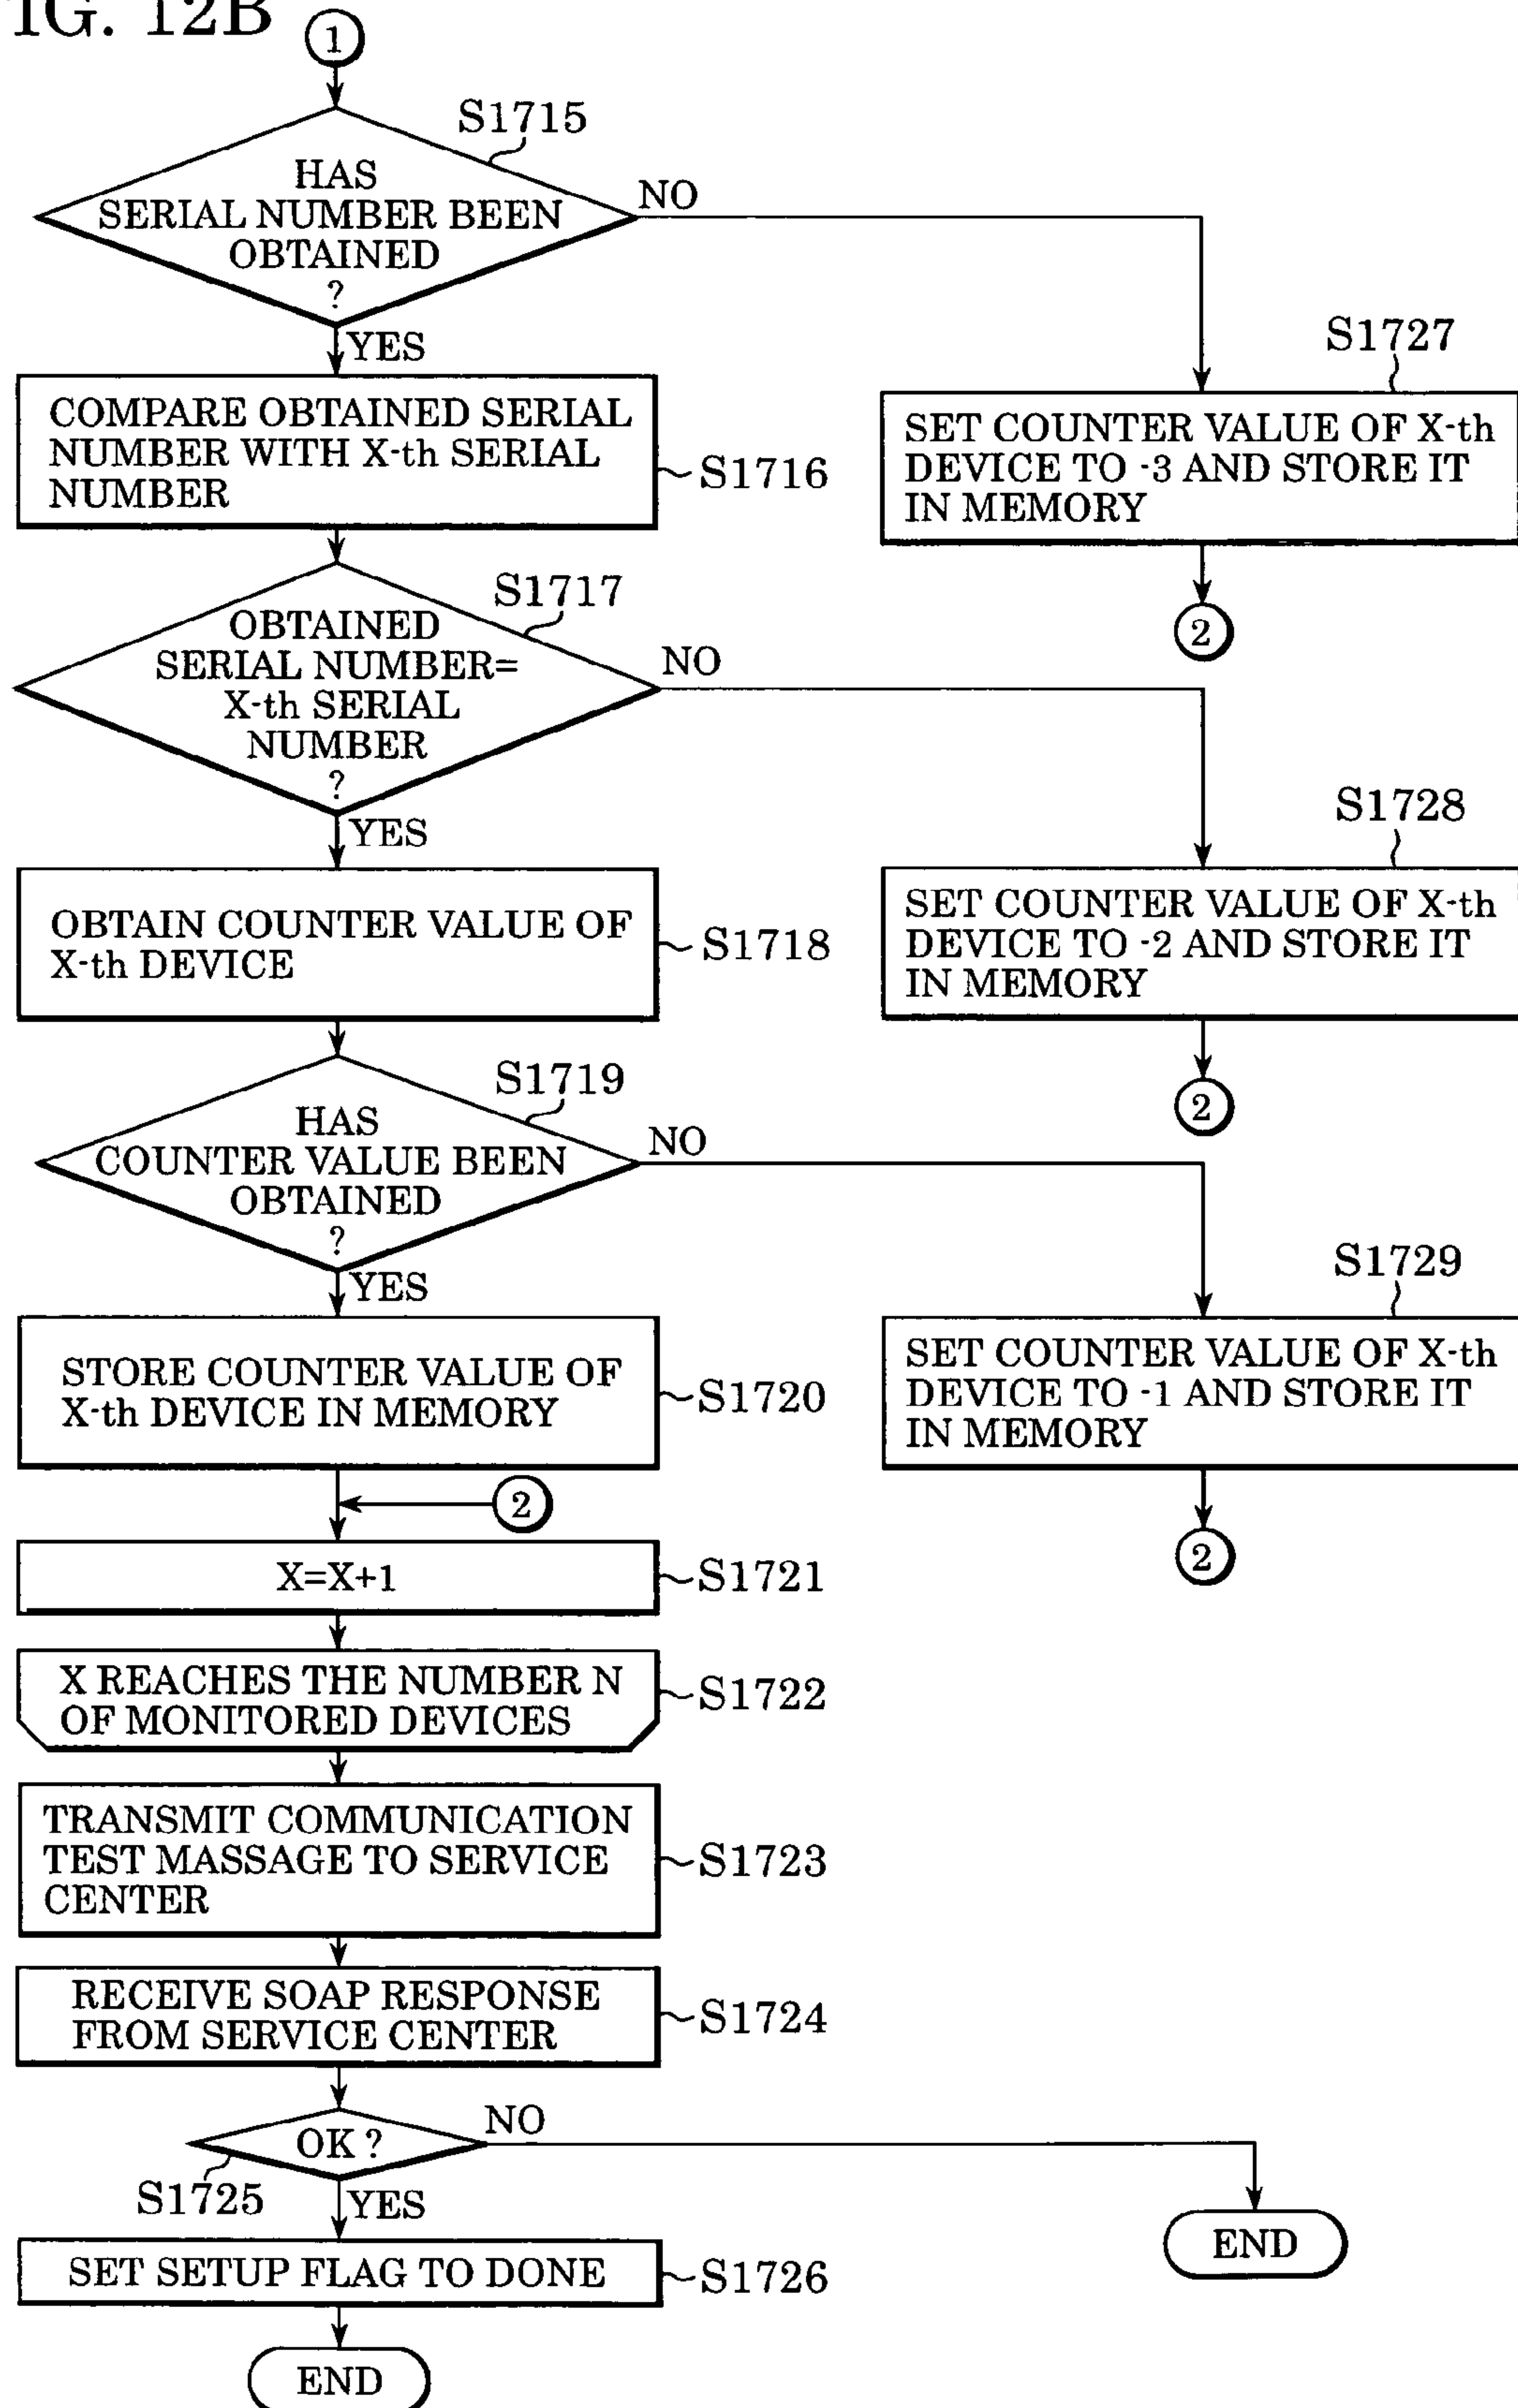 IG. 12B
1
S1715
HAS
SERIAL NUMBER BEEN
OBTAINED
?
NO
YES
S1727
COMPARE OBTAINED SERIAL
NUMBER WITH X-th SERIAL
NUMBER
S1716
SET COUNTER VALUE OF X-th
DEVICE TO -3 AND STORE IT
IN MEMORY
2
S1717
OBTAINED
SERIAL NUMBER=
X-th SERIAL
NUMBER
?
NO
YES
S1728
OBTAIN COUNTER VALUE OF
X-th DEVICE
S1718
SET COUNTER VALUE OF X-th
DEVICE TO -2 AND STORE IT
IN MEMORY
2
S1719
HAS
COUNTER VALUE BEEN
OBTAINED
?
NO
YES
S1729
STORE COUNTER VALUE OF
X-th DEVICE IN MEMORY
S1720
SET COUNTER VALUE OF X-th
DEVICE TO -1 AND STORE IT
IN MEMORY
2
2
X=X+1
S1721
X REACHES THE NUMBER N
OF MONITORED DEVICES
S1722
TRANSMIT COMMUNICATION
TEST MASSAGE TO SERVICE
CENTER
S1723
RECEIVE SOAP RESPONSE
FROM SERVICE CENTER
S1724
OK ?
NO
S1725
YES
END
SET SETUP FLAG TO DONE
S1726
END